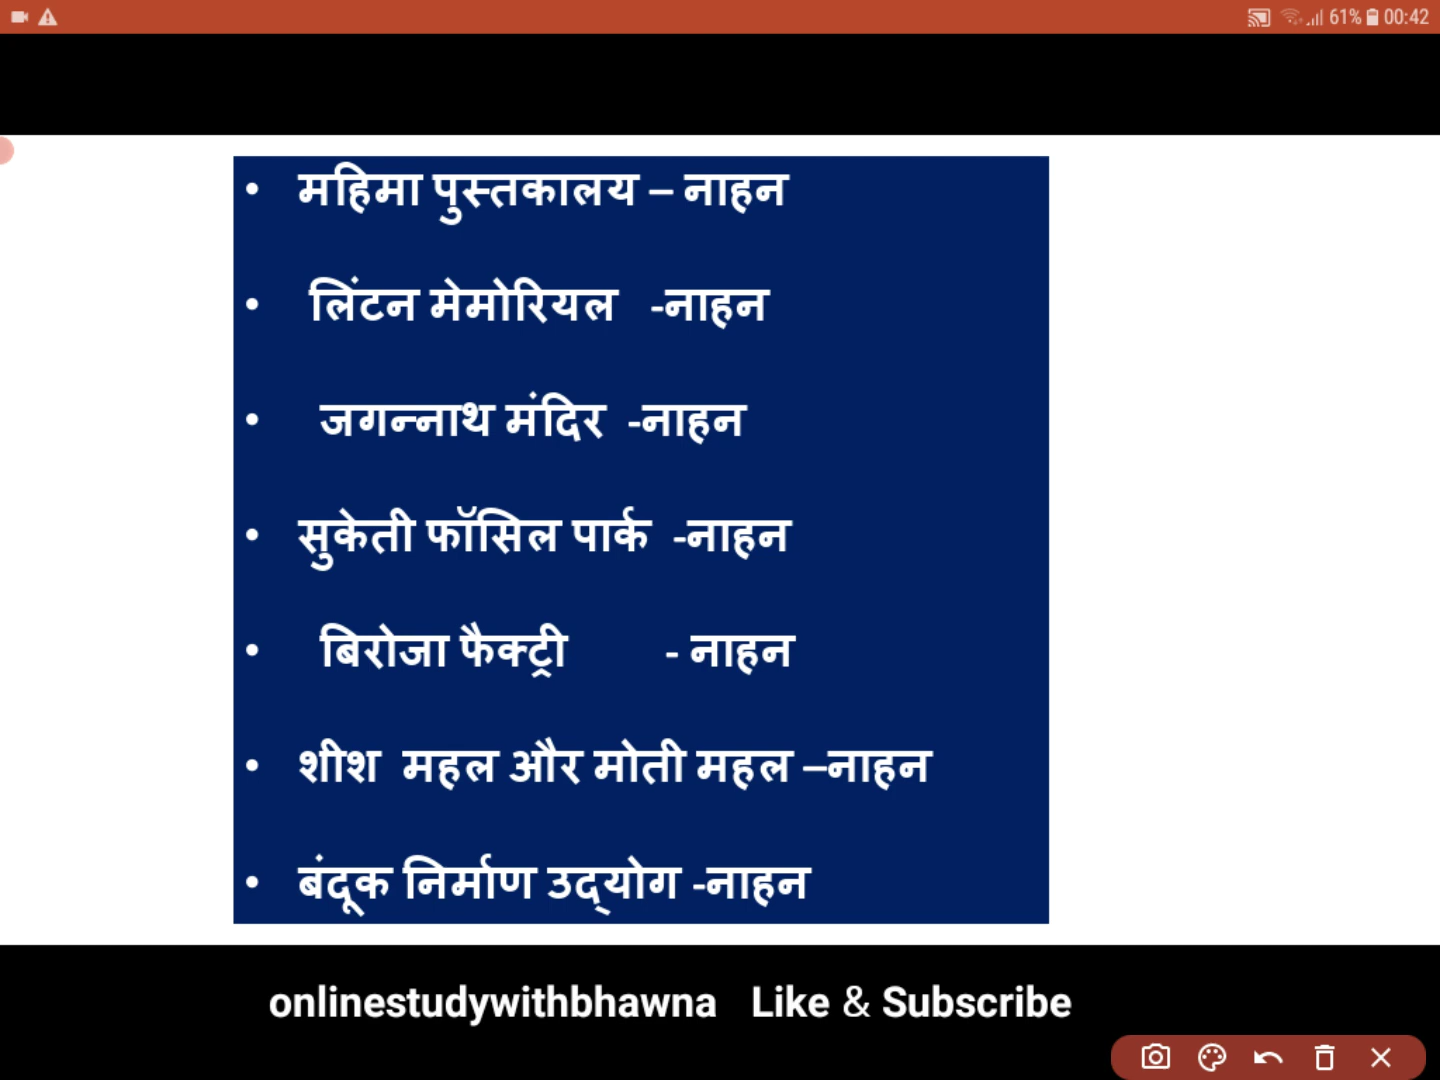 61% 00:42
• महिमा पुस्तकालय – नाहन
• लिंटन मेमोरियल -नाहन
• जगन्नाथ मंदिर -नाहन
• सुकेती फॉसिल पार्क -नाहन
• बिरोजा फैक्ट्री - नाहन
• शीश महल और मोती महल –नाहन
• बंदूक निर्माण उद्‌योग -नाहन
onlinestudywithbhawna Like & Subscribe